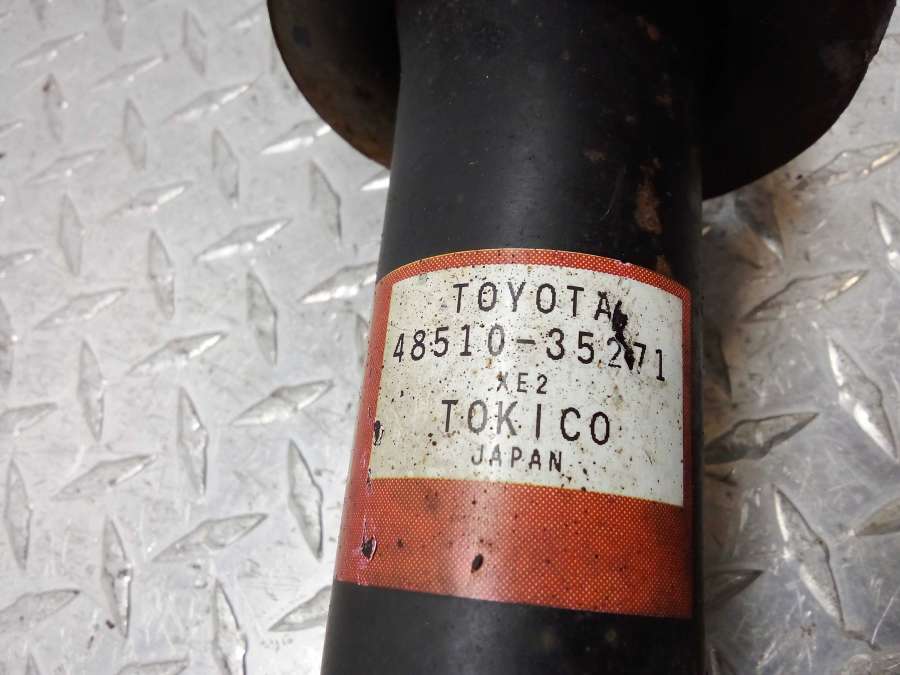 TOYOTA
48510-35271
XE2
TOKICO
JAPAN